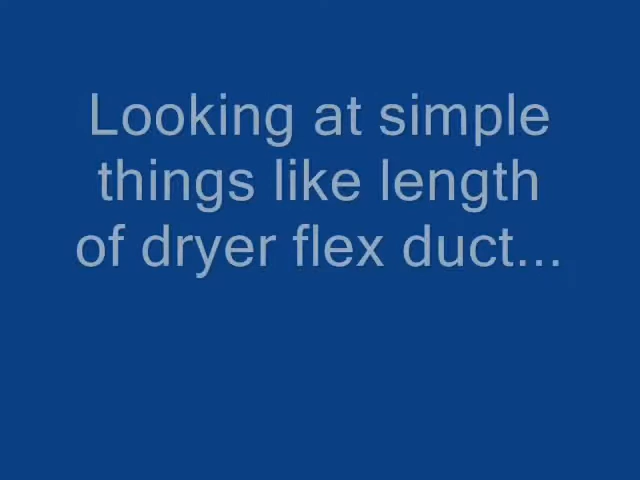 Looking at simple
things like length
of dryer flex duct...